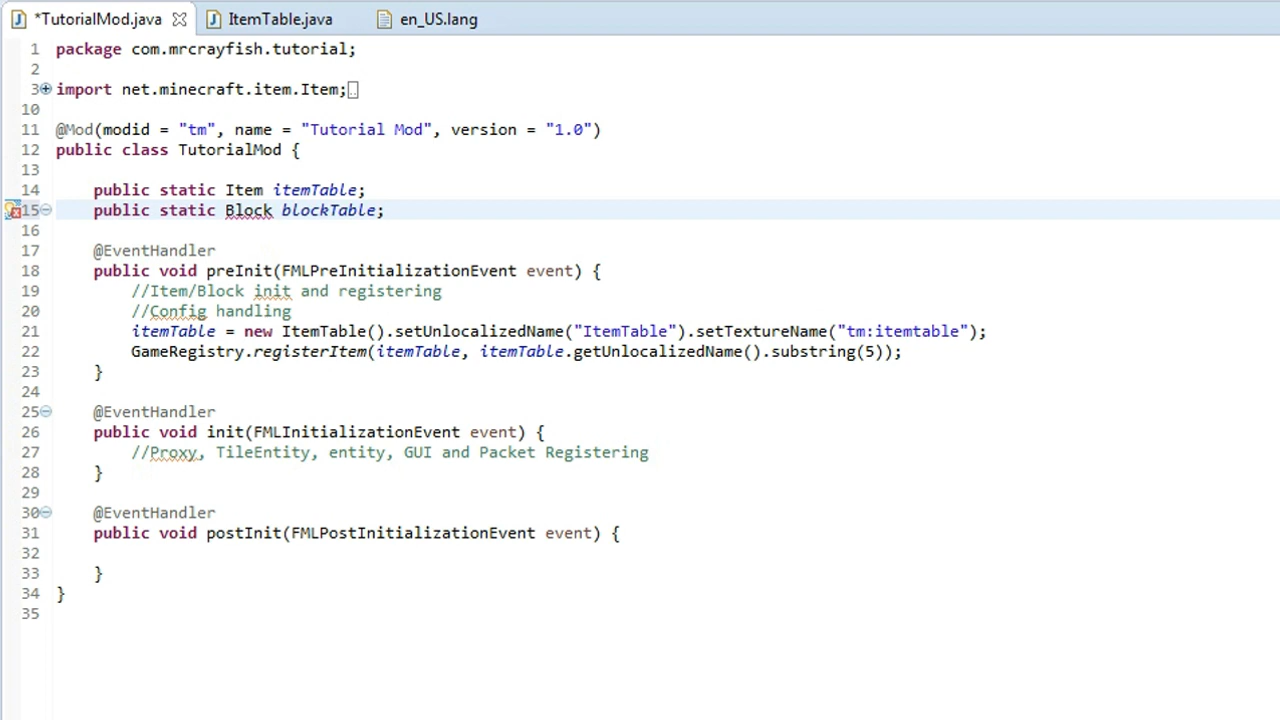 *TutorialMod.java ItemTable.java en_US.lang
1 package com.mrcrayfish.tutorial;
2
3 import net.minecraft.item.Item;
10
11 @Mod(modid = "tm", name = "Tutorial Mod", version = "1.0")
12 public class TutorialMod {
13
14 public static Item itemTable;
15 public static Block blockTable;
16
17 @EventHandler
18 public void preInit(FMLPreInitializationEvent event) {
19 //Item/Block init and registering
20 //Config handling
21 itemTable = new ItemTable().setUnlocalizedName("ItemTable").setTextureName("tm:itemtable");
22 GameRegistry.registerItem(itemTable, itemTable.getUnlocalizedName().substring(5));
23 }
24
25 @EventHandler
26 public void init(FMLInitializationEvent event) {
27 //Proxy, TileEntity, entity, GUI and Packet Registering
28 }
29
30 @EventHandler
31 public void postInit(FMLPostInitializationEvent event) {
32
33 }
34 }
35